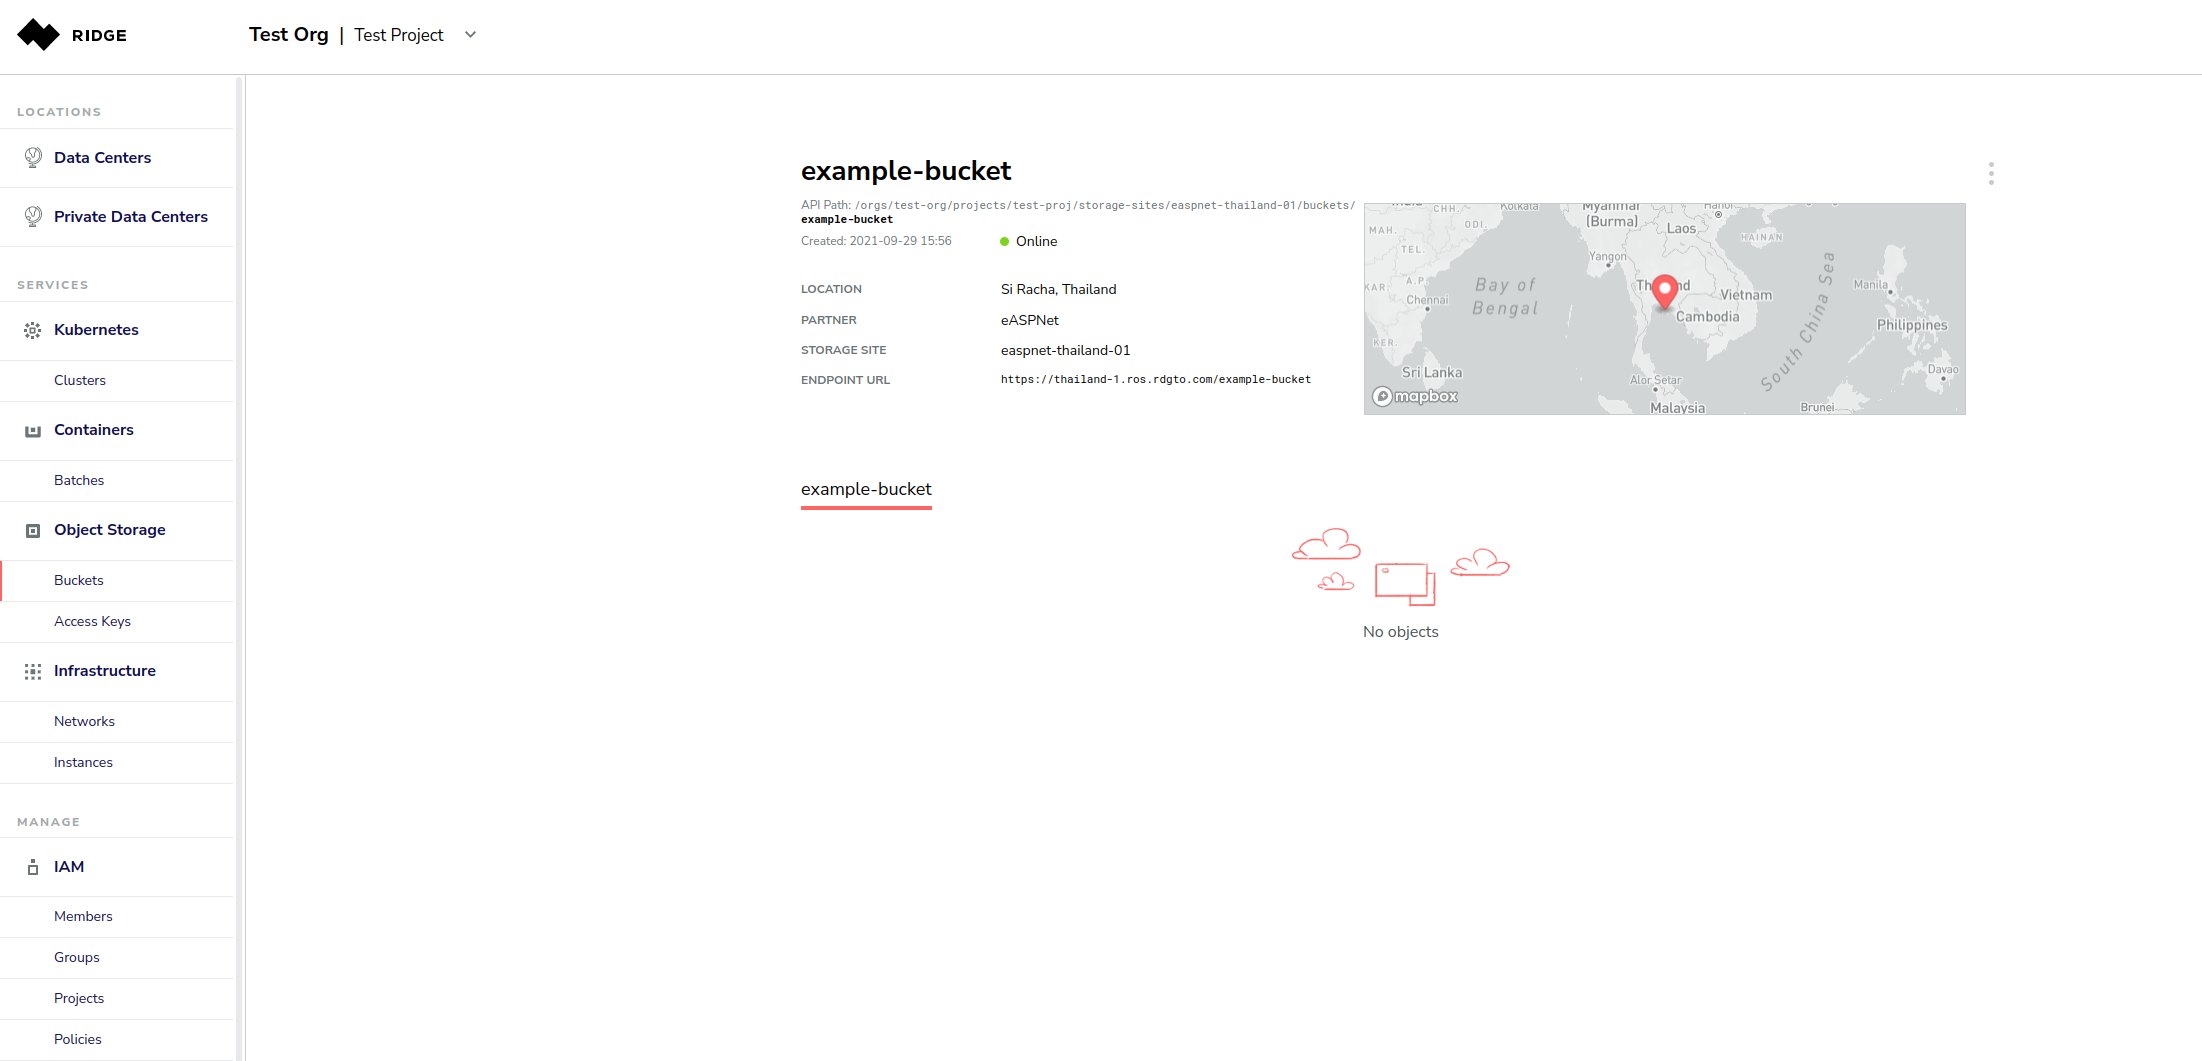 RIDGE
Test Org | Test Project
LOCATIONS
Data Centers
Private Data Centers
SERVICES
Kubernetes
Clusters
Containers
Batches
Object Storage
Buckets
Access Keys
Infrastructure
Networks
Instances
MANAGE
IAM
Members
Groups
Projects
Policies
example-bucket
API Path: /orgs/test-org/projects/test-proj/storage-sites/easpnet-thailand-01/buckets/
example-bucket
Created: 2021-09-29 15:56
Online
LOCATION Si Racha, Thailand
PARTNER eASPNet
STORAGE SITE easpnet-thailand-01
ENDPOINT URL https://thailand-1.ros.rdgto.com/example-bucket
CHH.
Kolkata
Myanmar
(Burma)
Hanoi
MAH.
ODI.
Laos
HAINAN
TEL.
Yangon
Bay of
Bengal
KAR.
A.P.
Chennai
Vietnam
Manila
Cambodia
South China Sea
Philippines
KER.
Sri Lanka
Alor Setar
Davao
mapbox
Malaysia
Brunei
example-bucket
No objects